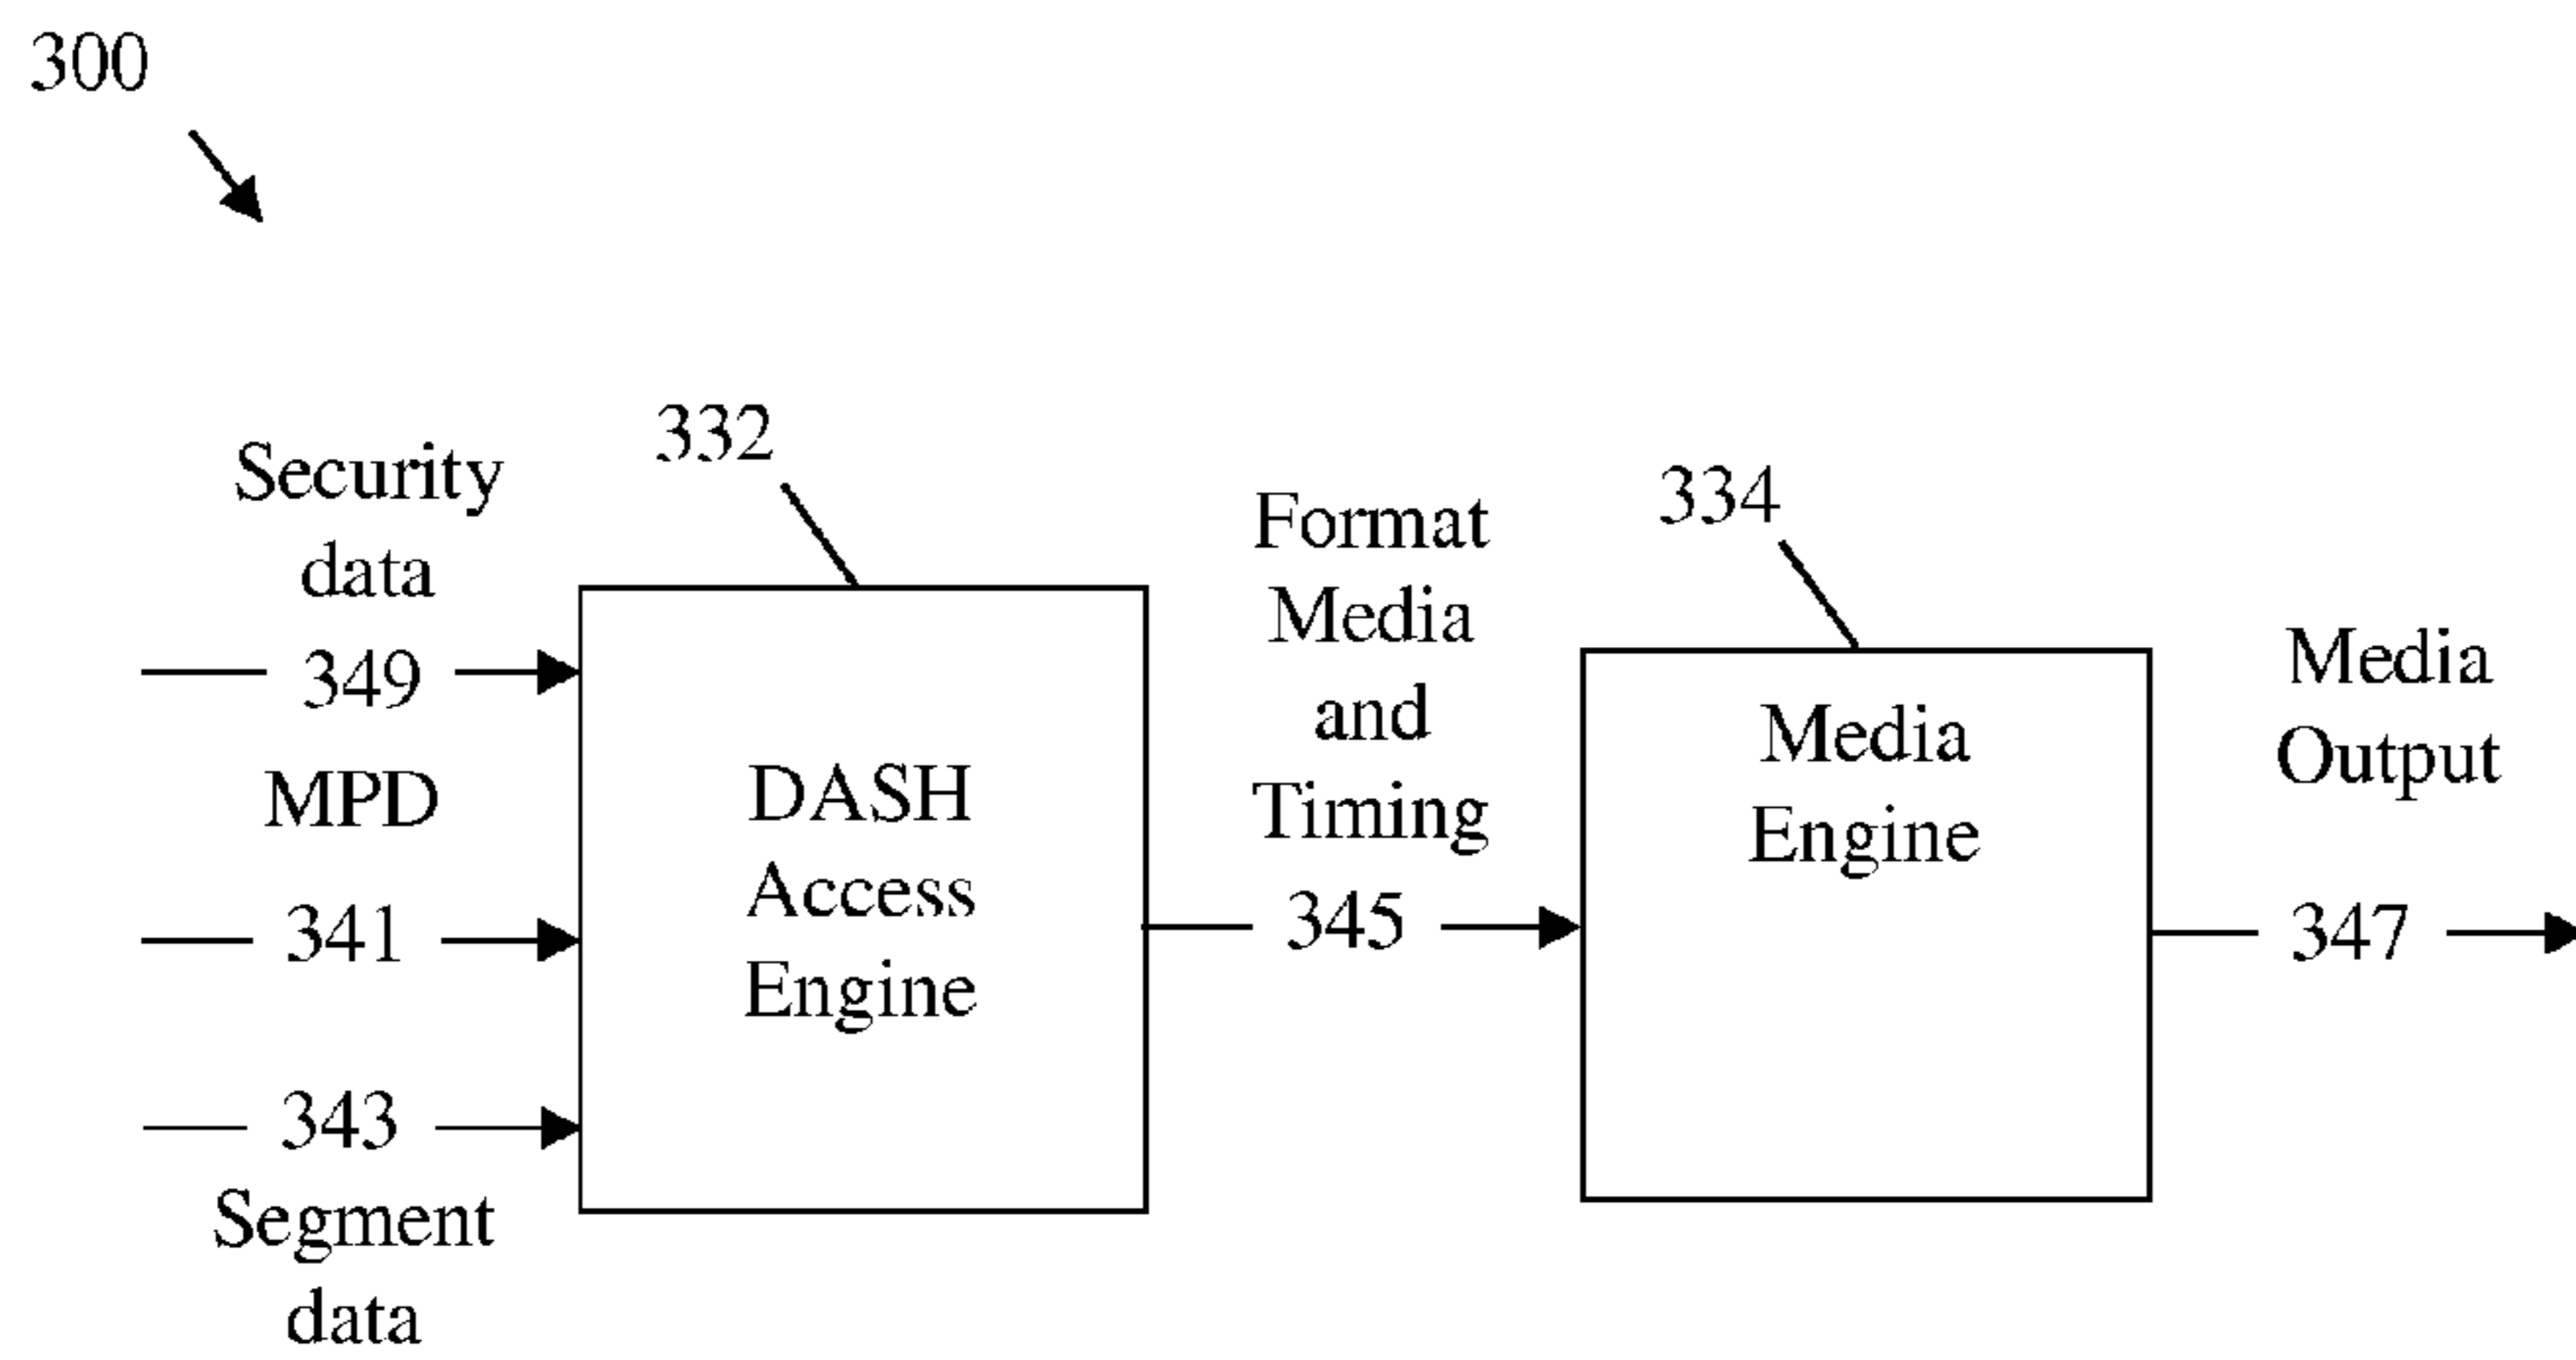 300
Security
data
349
MPD
341
343
Segment
data
332
DASH
Access
Engine
Format
Media
and
Timing
345
334
Media
Engine
Media
Output
347